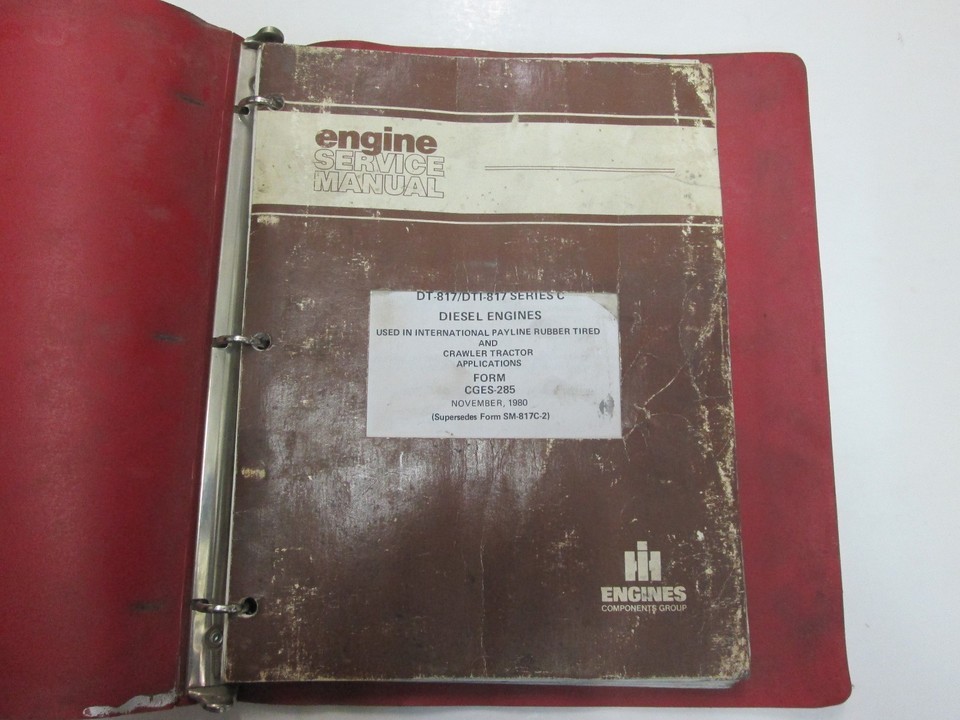 engine
SERVICE
MANUAL
DT-817/DTI-817 SERIES C
DIESEL ENGINES
USED IN INTERNATIONAL PAYLINE RUBBER TIRED
AND
CRAWLER TRACTOR
APPLICATIONS
FORM
CGES-285
NOVEMBER, 1980
(Supersedes Form SM-817C-2)
IH
ENGINES
COMPONENTS GROUP